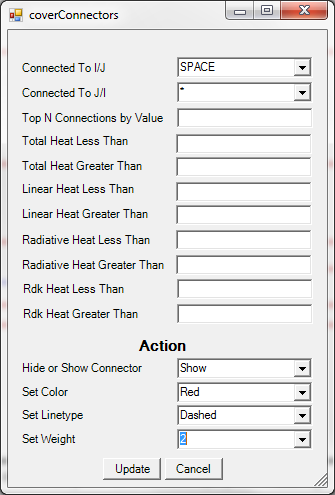 coverConnectors
Connected To I/J SPACE
Connected To J/I *
Top N Connections by Value
Total Heat Less Than
Total Heat Greater Than
Linear Heat Less Than
Linear Heat Greater Than
Radiative Heat Less Than
Radiative Heat Greater Than
Rdk Heat Less Than
Rdk Heat Greater Than
Action
Hide or Show Connector Show
Set Color Red
Set Linetype Dashed
Set Weight 2
Update Cancel